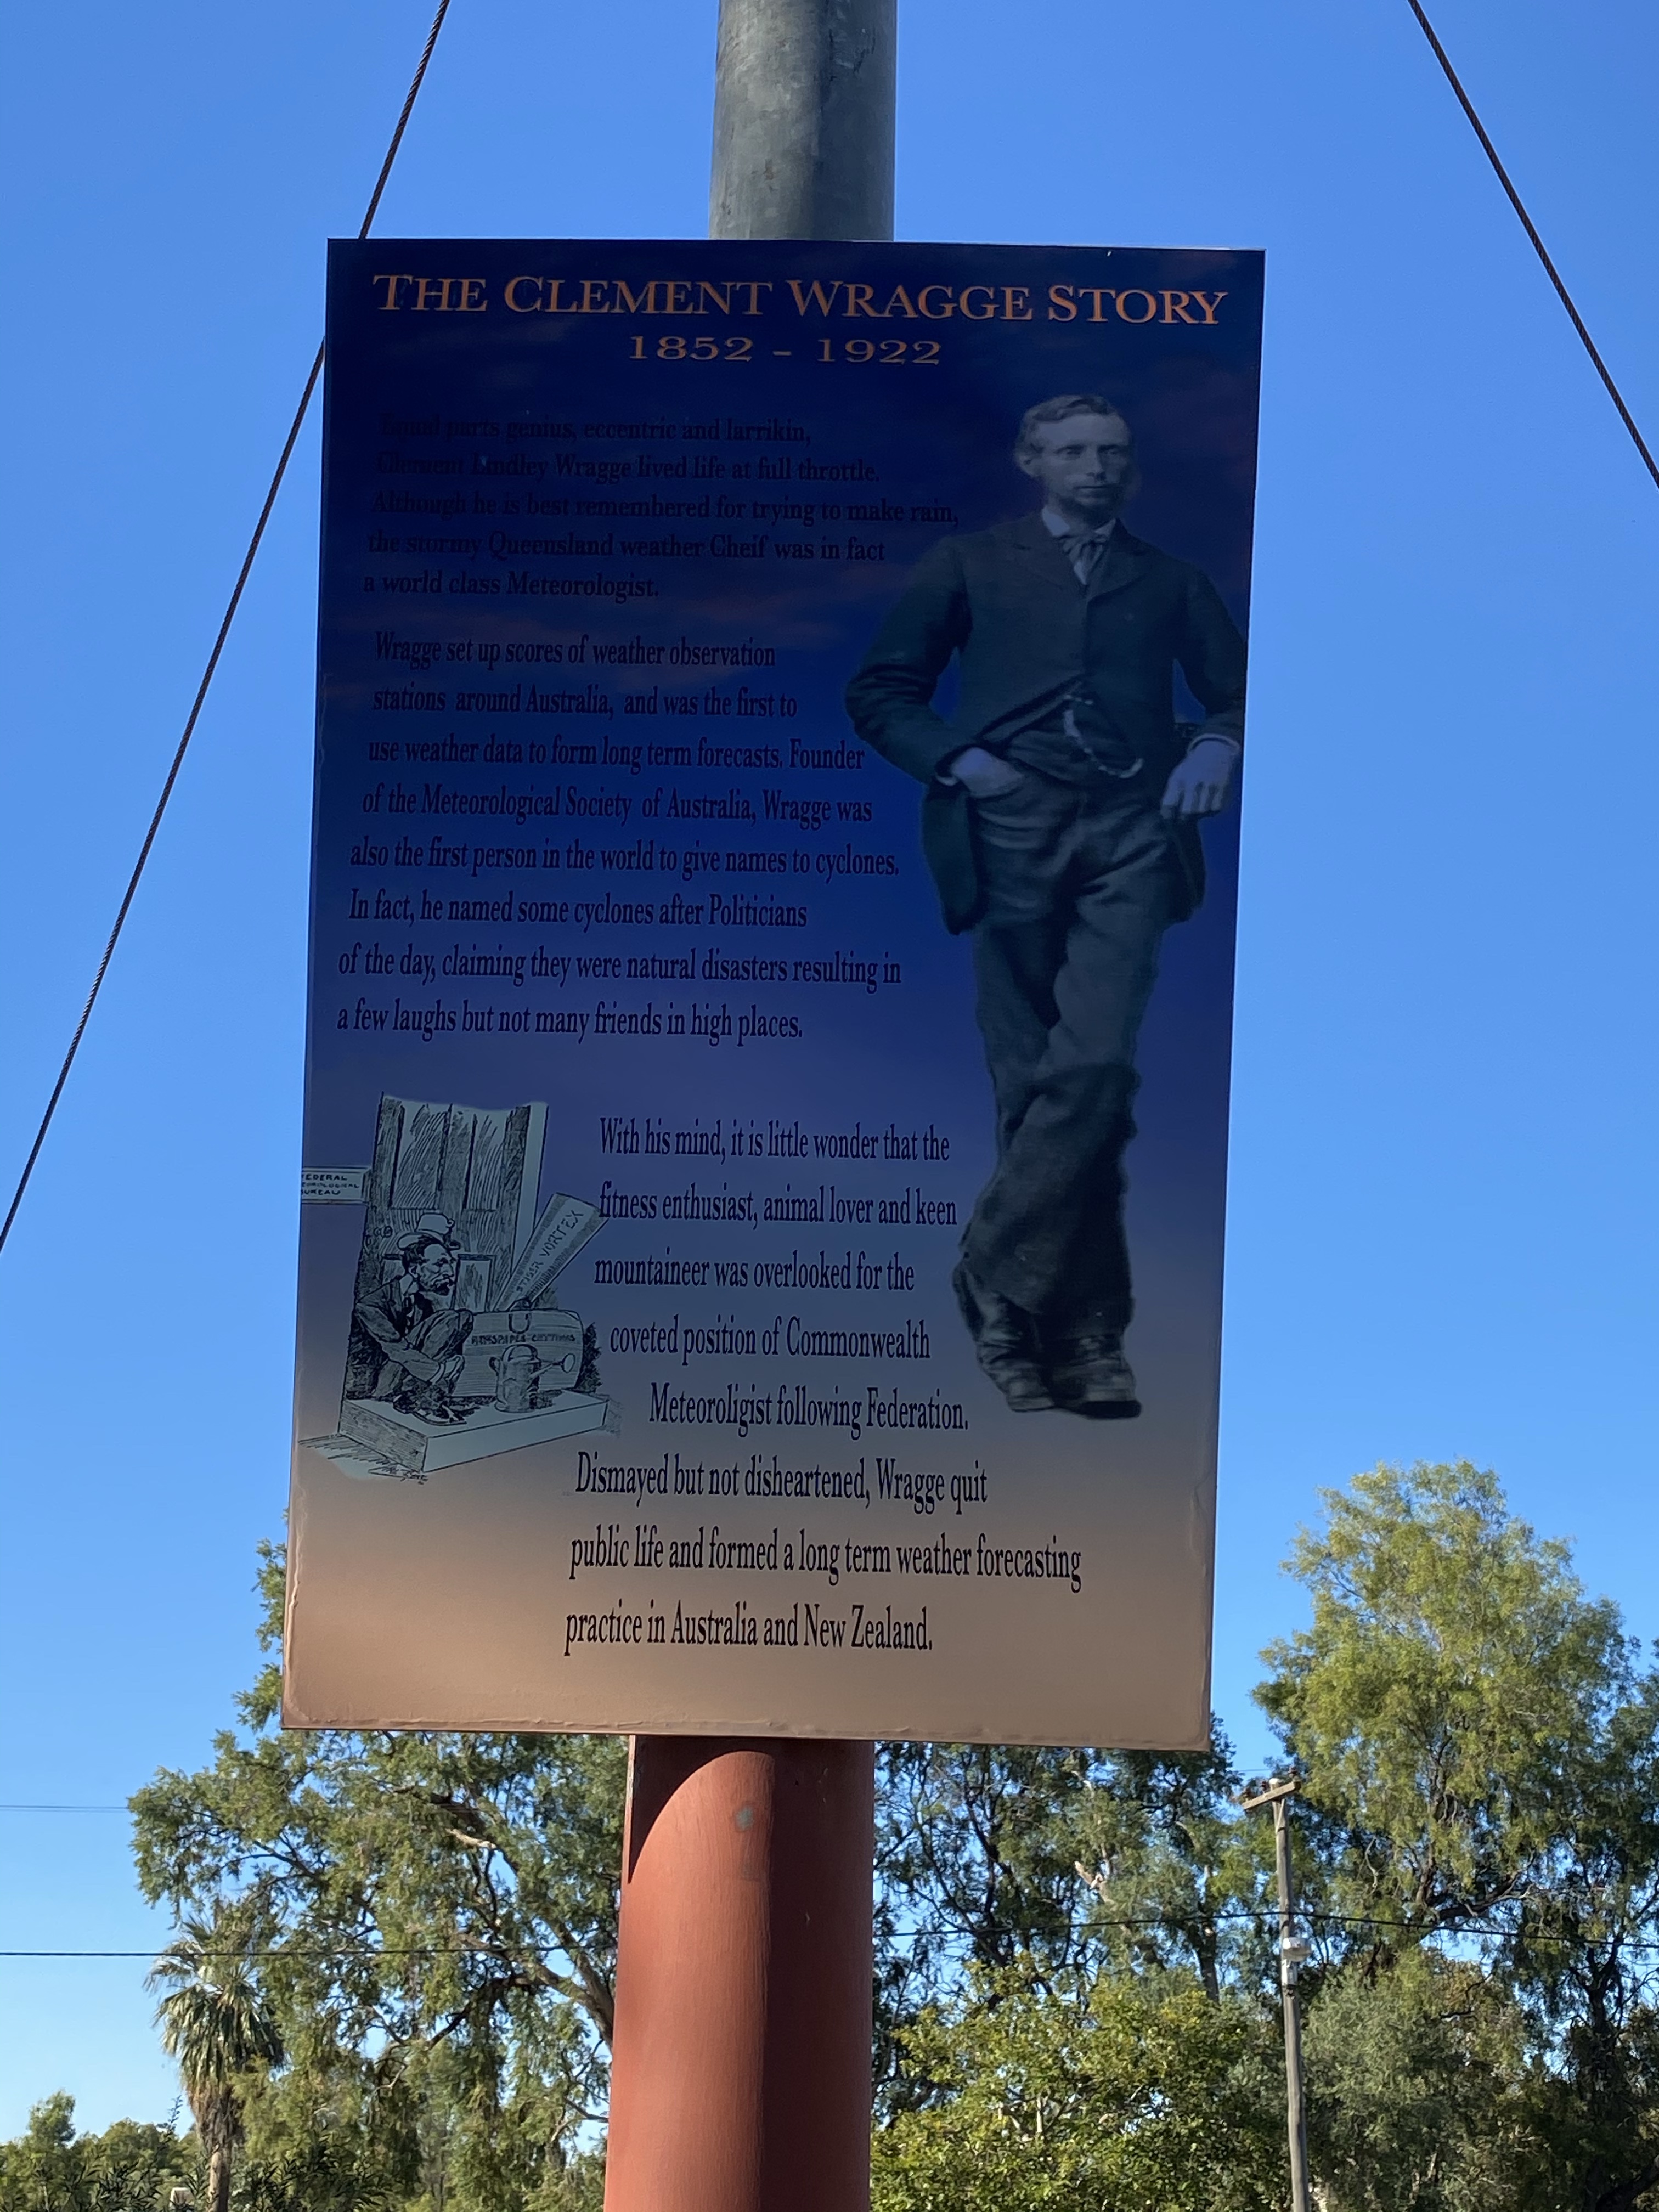 THE CLEMENT WRAGGE STORY
1852 - 1922
Equal parts genius, eccentric and larrikin,
Clement Lindley Wragge lived life at full throttle.
Although he is best remembered for trying to make rain,
the stormy Queensland weather Cheif was in fact
a world class Meteorologist.
Wragge set up scores of weather observation
stations around Australia, and was the first to
use weather data to form long term forecasts. Founder
of the Meteorological Society of Australia, Wragge was
also the first person in the world to give names to cyclones.
In fact, he named some cyclones after Politicians
of the day, claiming they were natural disasters resulting in
a few laughs but not many friends in high places.
FEDERAL
BUREAU
VORTEX
With his mind, it is little wonder that the
fitness enthusiast, animal lover and keen
mountaineer was overlooked for the
coveted position of Commonwealth
Meteoroligist following Federation.
Dismayed but not disheartened, Wragge quit
public life and formed a long term weather forecasting
practice in Australia and New Zealand.